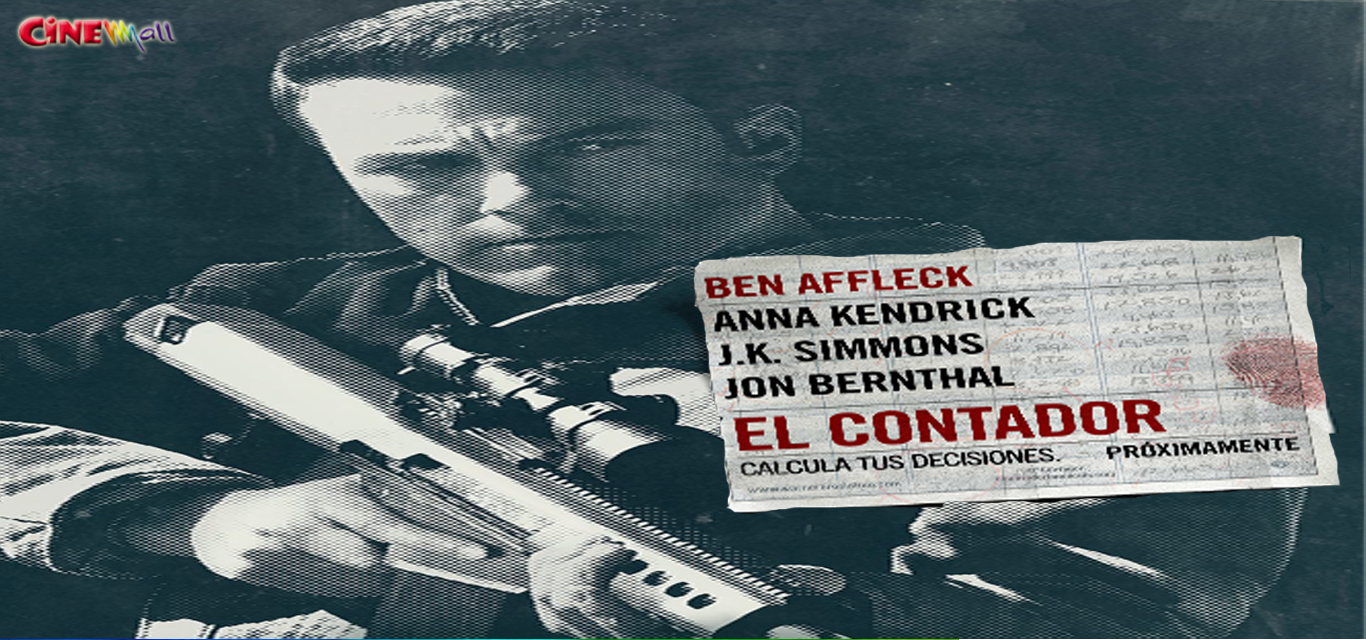 CiNEMall
BEN AFFLECK
ANNA KENDRICK
J.K. SIMMONS
JON BERNTHAL
EL CONTADOR
CALCULA TUS DECISIONES.
PRÓXIMAMENTE